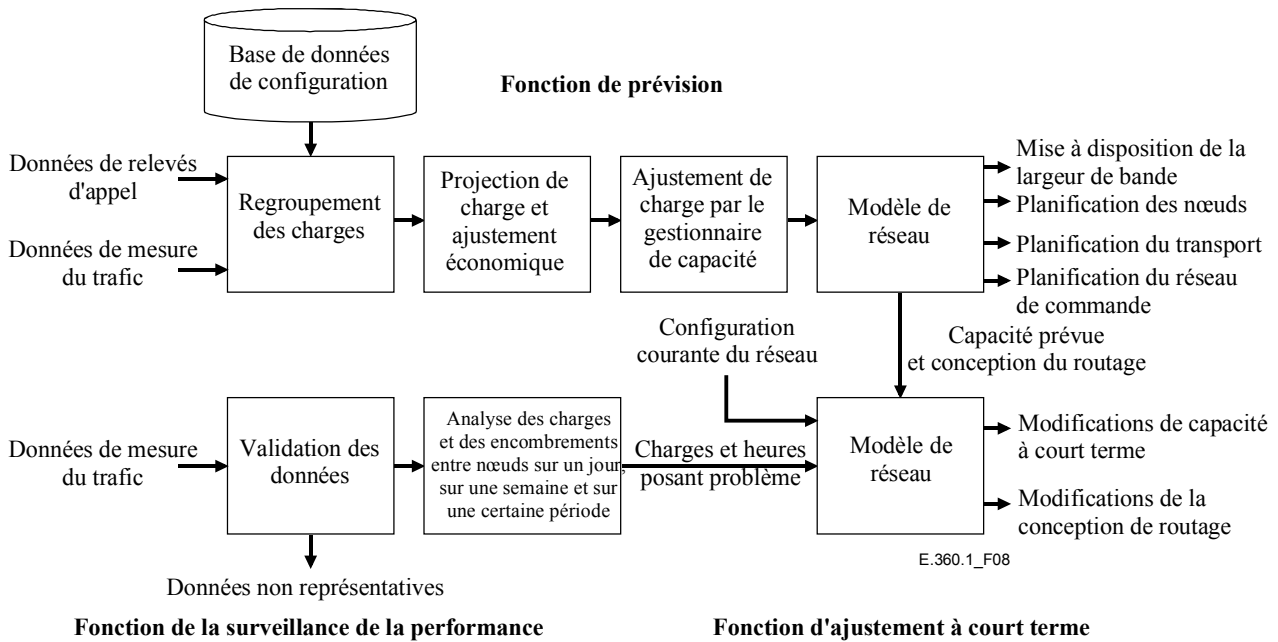 Base de données
de configuration
Fonction de prévision
Données de relevés
d'appel
Données de mesure
du trafic
Regroupement
des charges
Projection de
charge et
ajustement
économique
Ajustement de
charge par le
gestionnaire
de capacité
Modèle de
réseau
Mise à disposition de la
largeur de bande
Planification des nœuds
Planification du transport
Planification du réseau
de commande
Configuration
courante du réseau
Capacité prévue
et conception du routage
Données de mesure
du trafic
Validation des
données
Analyse des charges
et des encombrements
entre nœuds sur un jour,
sur une semaine et sur
une certaine période
Charges et heures
posant problème
Modèle de
réseau
Modifications de capacité
à court terme
Modifications de la
conception de routage
E.360.1_F08
Données non représentatives
Fonction de la surveillance de la performance
Fonction d'ajustement à court terme